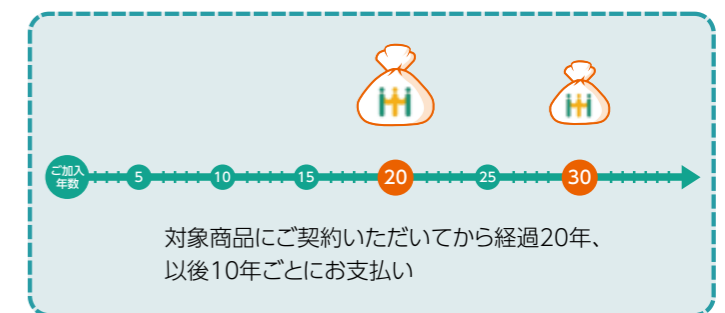 ご加入
年数
5 10 15 20 25 30
対象商品にご契約いただいてから経過20年、
以後10年ごとにお支払い